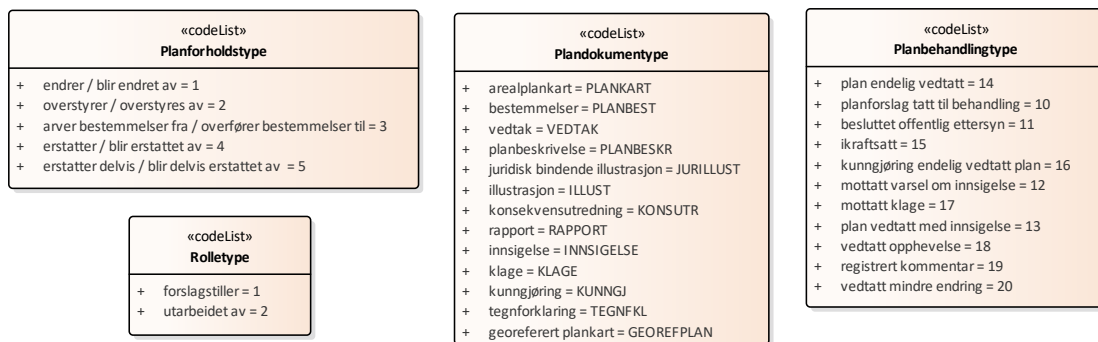 «codeList»
Planforholdstype
+ endrer / blir endret av = 1
+ overstyrer / overstyres av = 2
+ arver bestemmelser fra / overfører bestemmelser til = 3
+ erstatter / blir erstattet av = 4
+ erstatter delvis / blir delvis erstattet av = 5
«codeList»
Rolletype
+ forslagstiller = 1
+ utarbeidet av = 2
«codeList»
Plandokumentype
+ arealplankart = PLANKART
+ bestemmelser = PLANBEST
+ vedtak = VEDTAK
+ planbeskrivelse = PLANBESKR
+ juridisk bindende illustrasjon = JURILLUST
+ illustrasjon = ILLUST
+ konsekvensutredning = KONSUTR
+ rapport = RAPPORT
+ innsigelse = INNSIGELSE
+ klage = KLAGE
+ kunngjøring = KUNNGJ
+ tegnforklaring = TEGNFKL
+ georeferert plankart = GEOREFPLAN
«codeList»
Planbehandlingtype
+ plan endelig vedtatt = 14
+ planforslag tatt til behandling = 10
+ besluttet offentlig ettersyn = 11
+ ikraftsatt = 15
+ kunngjøring endelig vedtatt plan = 16
+ mottatt varsel om innsigelse = 12
+ mottatt klage = 17
+ plan vedtatt med innsigelse = 13
+ vedtatt opphevelse = 18
+ registrert kommentar = 19
+ vedtatt mindre endring = 20